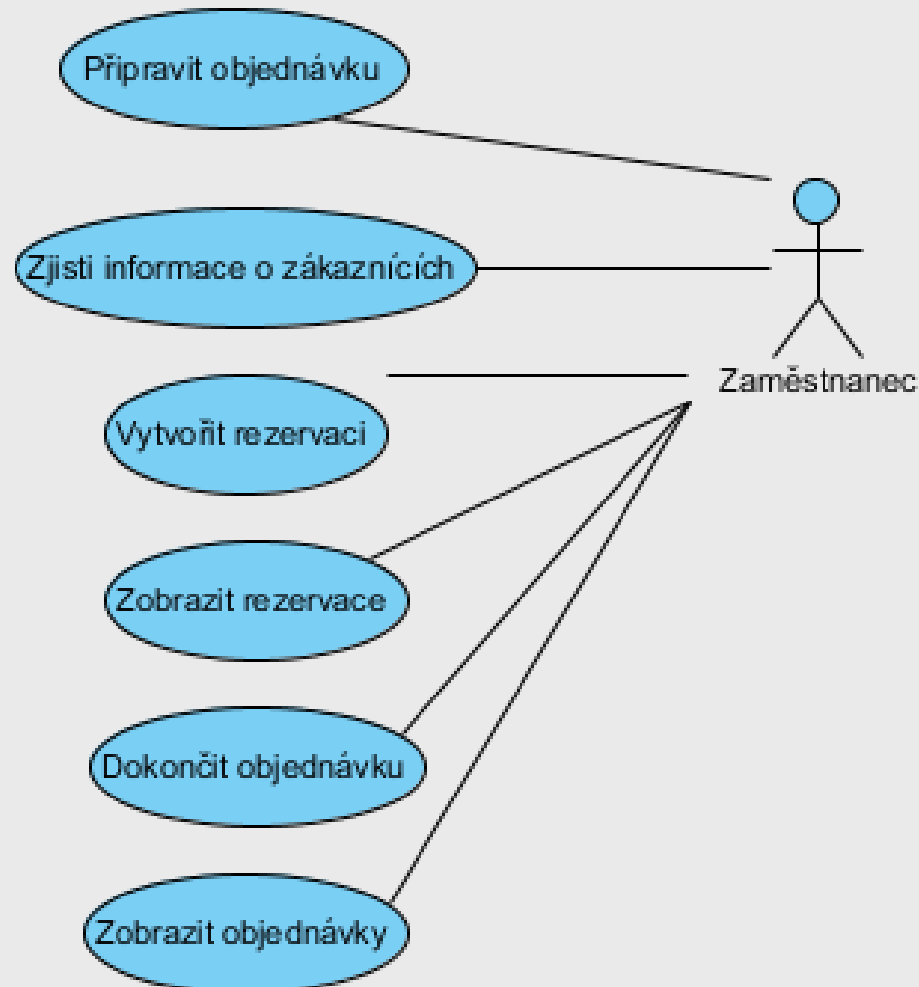 Připravit objednávku
Zjisti informace o zákaznících
Zaměstnanec
Vytvořit rezervaci
Zobrazit rezervace
Dokončit objednávku
Zobrazit objednávky